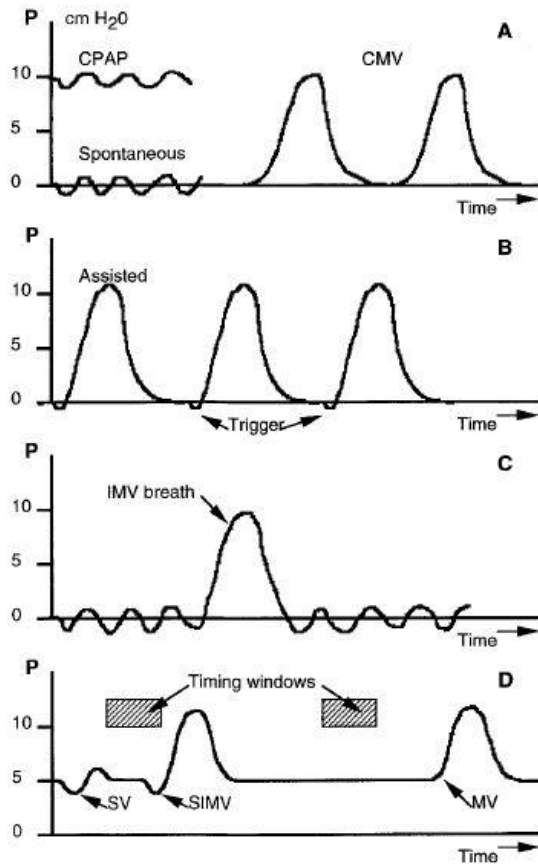 P cm H20 A
CPAP CMV
10
5
Spontaneous
0
Time
P B
Assisted
10
5
0
Trigger
Time
P C
IMV breath
10
5
0
Time
P D
Timing windows
10
5
SV SIMV MV
0
Time